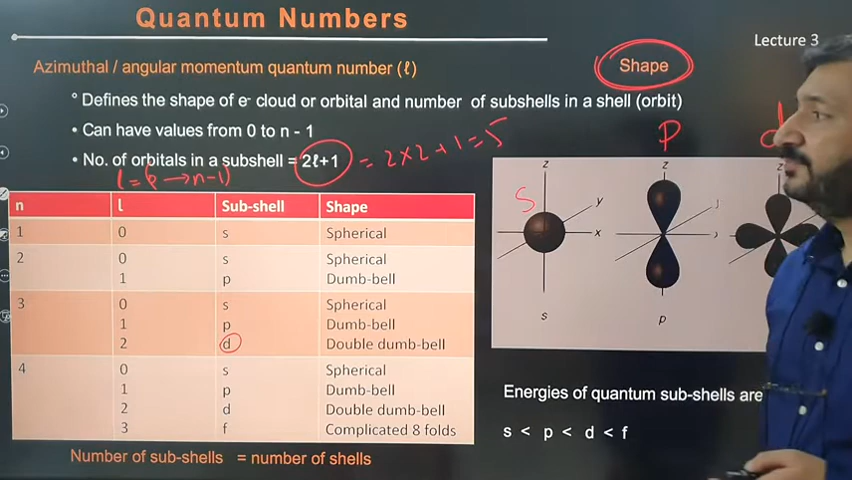 Quantum Numbers
Lecture 3
Azimuthal / angular momentum quantum number (ℓ)
Shape
° Defines the shape of e⁻ cloud or orbital and number of subshells in a shell (orbit)
• Can have values from 0 to n - 1
• No. of orbitals in a subshell = 2ℓ+1 = 2×2+1=5
n l Sub-shell Shape
1 0 s Spherical
2 0 s Spherical
1 p Dumb-bell
3 0 s Spherical
1 p Dumb-bell
2 d Double dumb-bell
4 0 s Spherical
1 p Dumb-bell
2 d Double dumb-bell
3 f Complicated 8 folds
Number of sub-shells = number of shells
S P d
z z z
y
x
s p
Energies of quantum sub-shells are
s < p < d < f